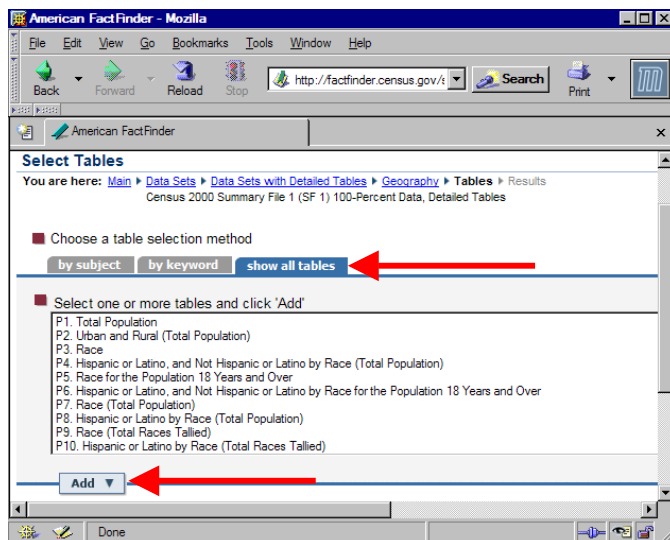 American FactFinder - Mozilla
File Edit View Go Bookmarks Tools Window Help
Back Forward Reload Stop http://factfinder.census.gov/s Search Print
American FactFinder
Select Tables
You are here: Main Data Sets Data Sets with Detailed Tables Geography Tables Results
Census 2000 Summary File 1 (SF 1) 100-Percent Data, Detailed Tables
Choose a table selection method
by subject by keyword show all tables
Select one or more tables and click 'Add'
P1. Total Population
P2. Urban and Rural (Total Population)
P3. Race
P4. Hispanic or Latino, and Not Hispanic or Latino by Race (Total Population)
P5. Race for the Population 18 Years and Over
P6. Hispanic or Latino, and Not Hispanic or Latino by Race for the Population 18 Years and Over
P7. Race (Total Population)
P8. Hispanic or Latino by Race (Total Population)
P9. Race (Total Races Tallied)
P10. Hispanic or Latino by Race (Total Races Tallied)
Add
Done